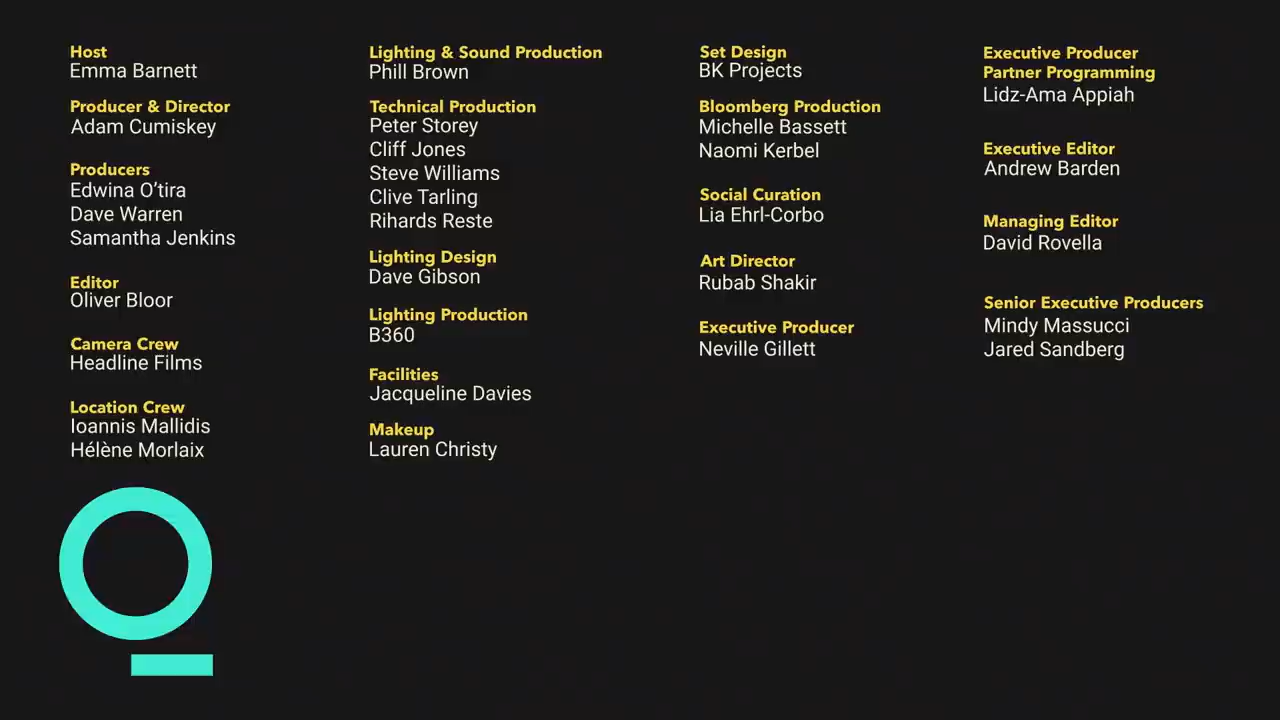 Host
Emma Barnett
Producer & Director
Adam Cumiskey
Producers
Edwina O’tira
Dave Warren
Samantha Jenkins
Editor
Oliver Bloor
Camera Crew
Headline Films
Location Crew
Ioannis Mallidis
Hélène Morlaix
Lighting & Sound Production
Phill Brown
Technical Production
Peter Storey
Cliff Jones
Steve Williams
Clive Tarling
Rihards Reste
Lighting Design
Dave Gibson
Lighting Production
B360
Facilities
Jacqueline Davies
Makeup
Lauren Christy
Set Design
BK Projects
Bloomberg Production
Michelle Bassett
Naomi Kerbel
Social Curation
Lia Ehrl-Corbo
Art Director
Rubab Shakir
Executive Producer
Neville Gillett
Executive Producer
Partner Programming
Lidz-Ama Appiah
Executive Editor
Andrew Barden
Managing Editor
David Rovella
Senior Executive Producers
Mindy Massucci
Jared Sandberg